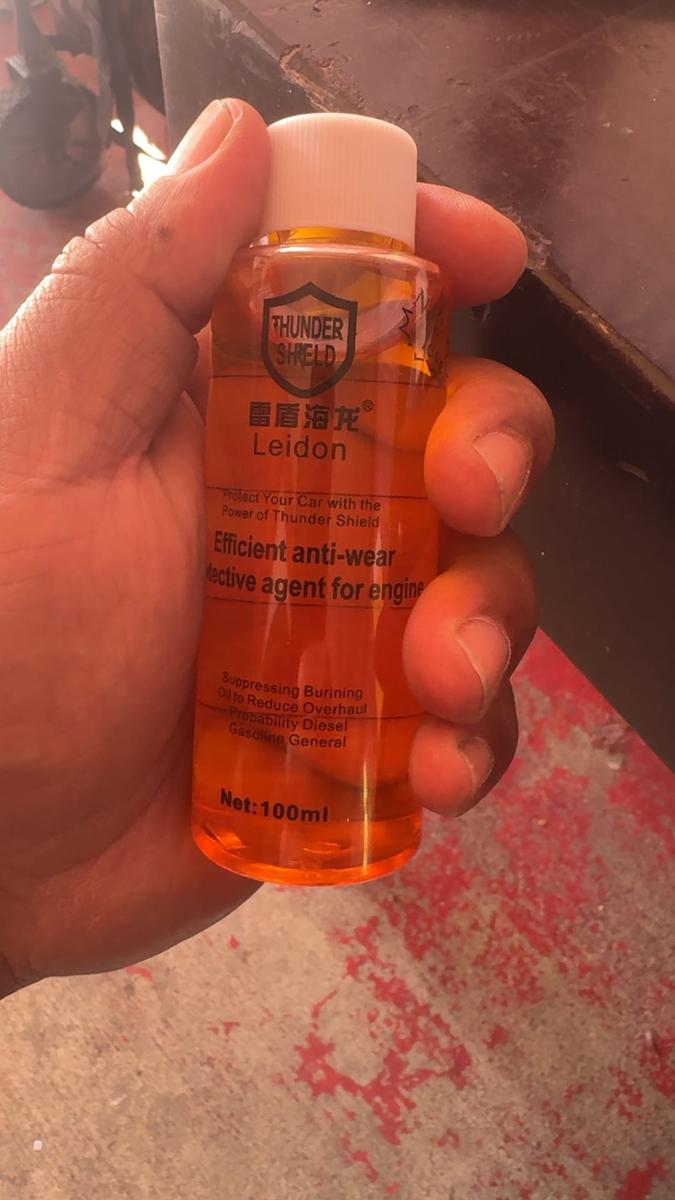 THUNDER
SHIELD
雷盾海龙®
Leidon
Protect Your Car with the
Power of Thunder Shield
Efficient anti-wear
tective agent for engine
Suppressing Burining
Oil to Reduce Overhaul
Probability Diesel
Gasoline General
Net:100ml